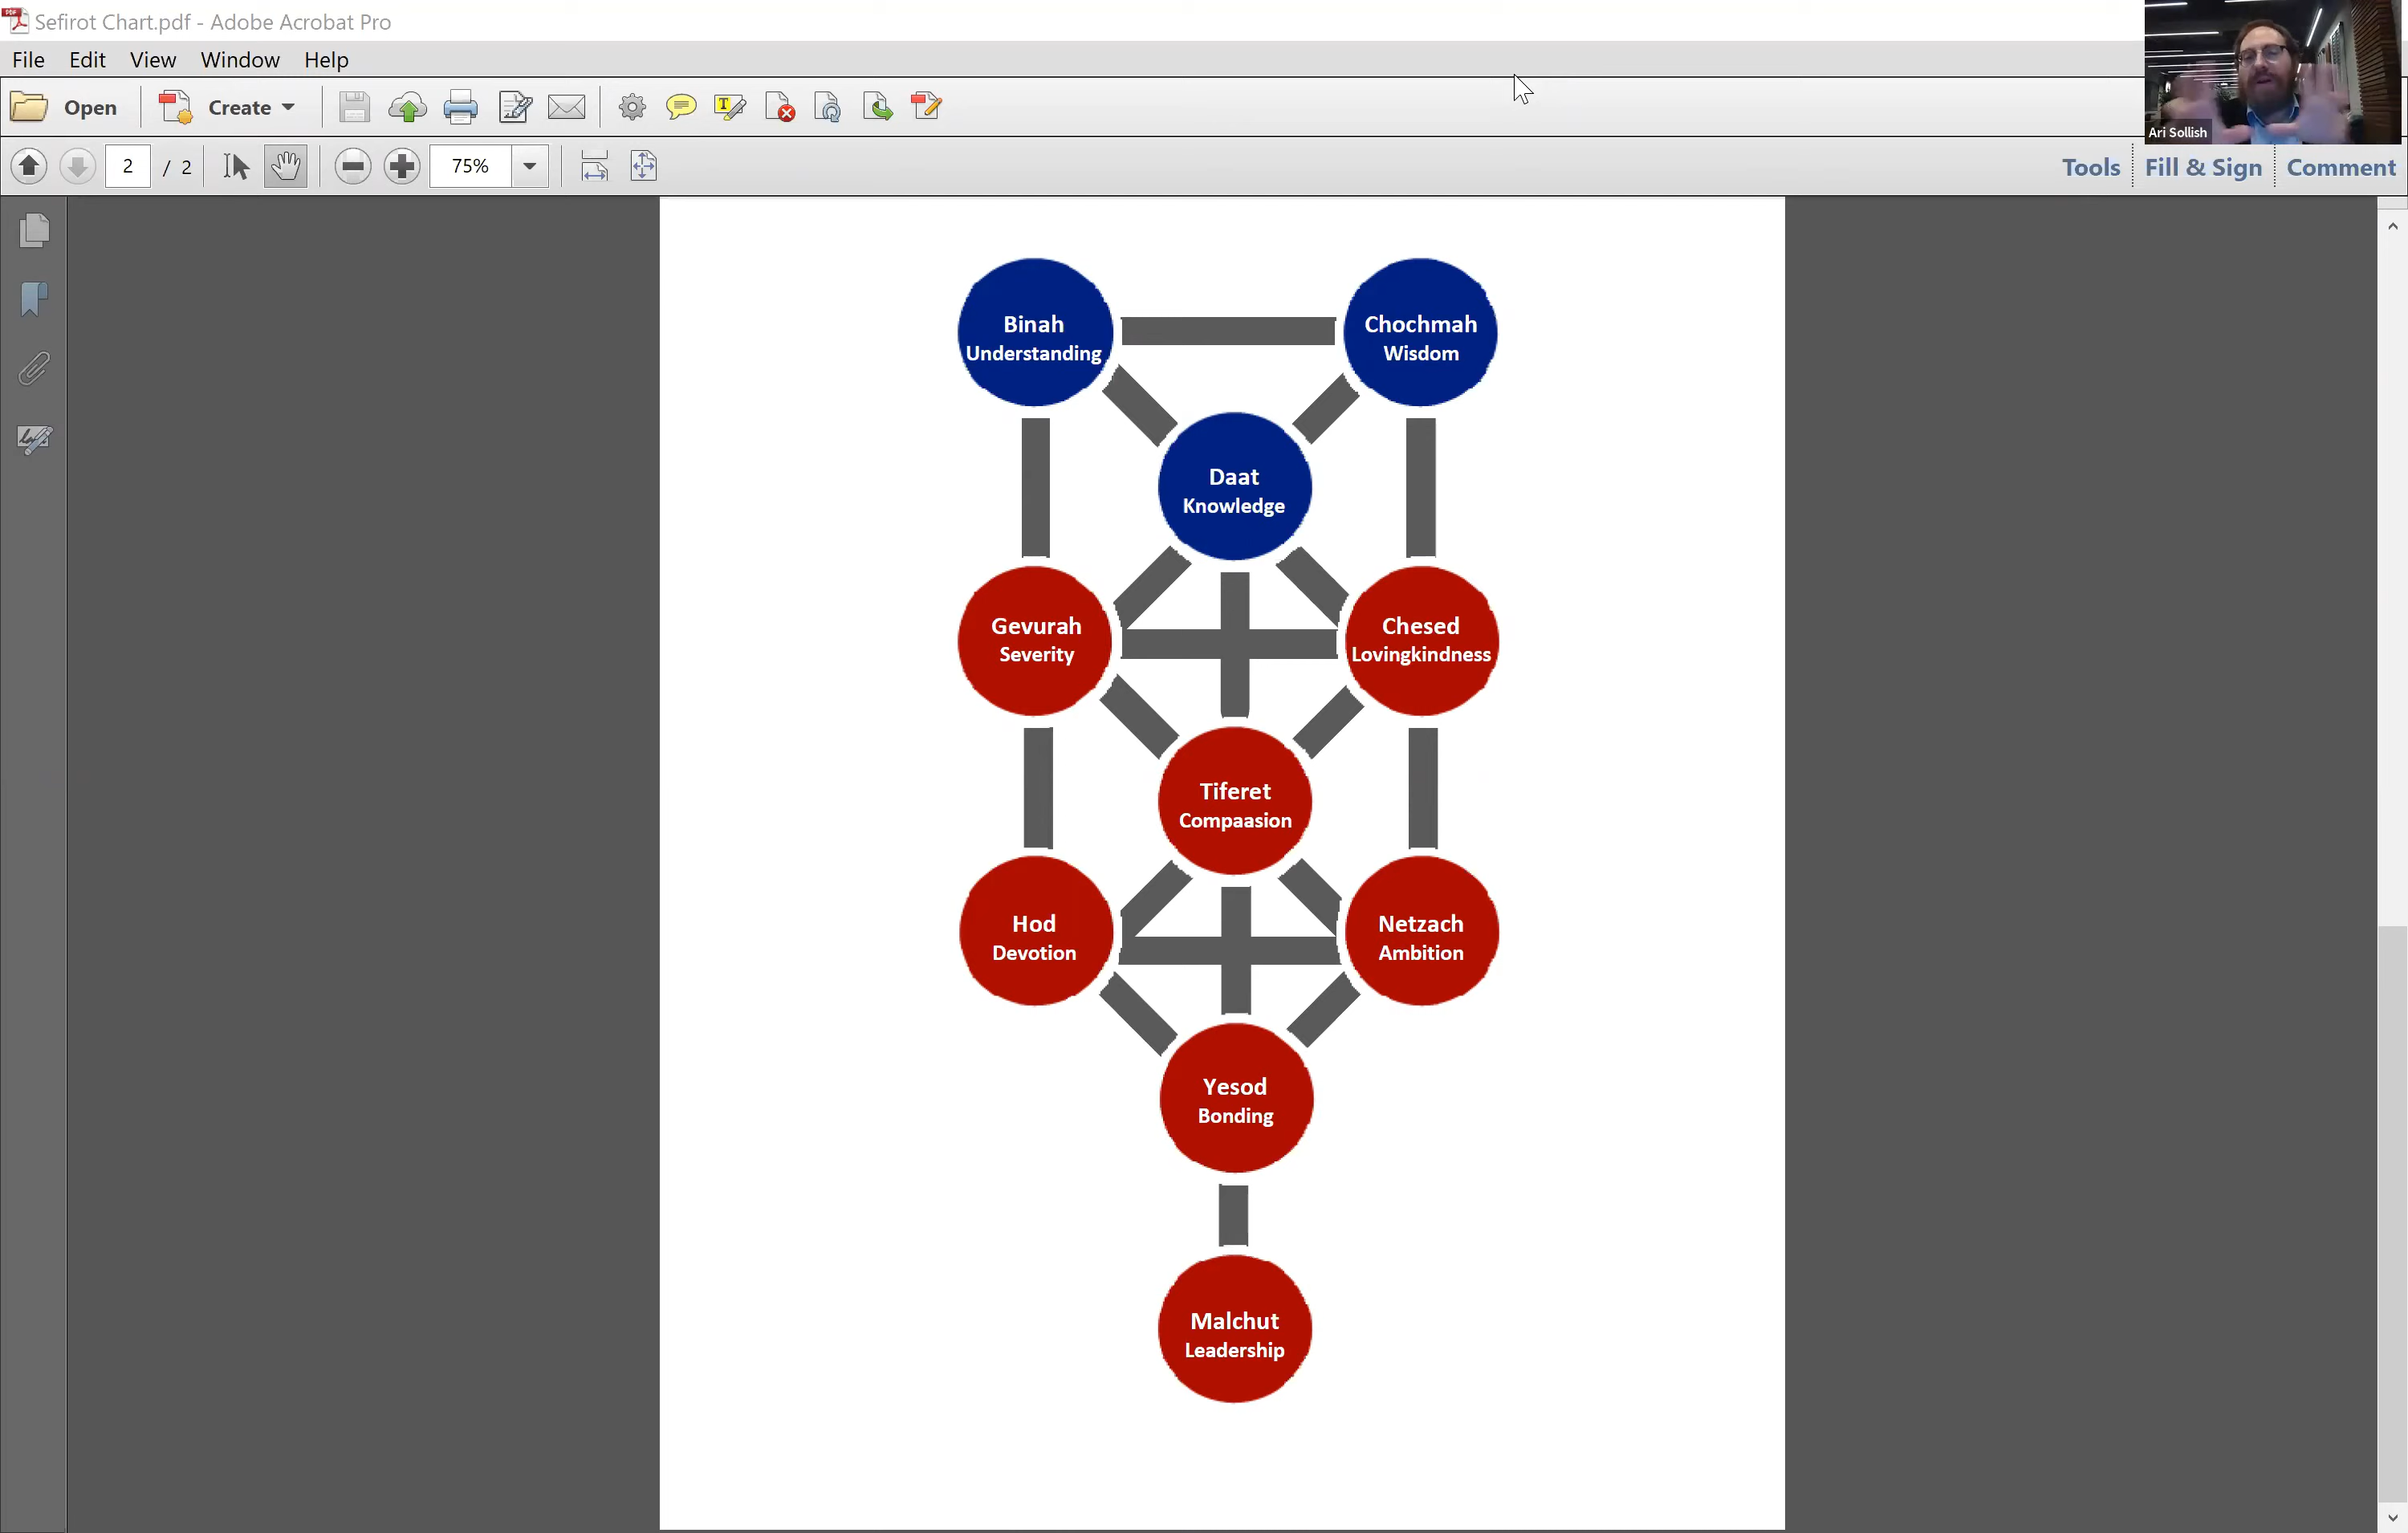 Sefirot Chart.pdf - Adobe Acrobat Pro
File Edit View Window Help
Open Create
2 / 2 75% Tools Fill & Sign Comment
Ari Sollish
Binah
Understanding
Chochmah
Wisdom
Daat
Knowledge
Gevurah
Severity
Chesed
Lovingkindness
Tiferet
Compaasion
Hod
Devotion
Netzach
Ambition
Yesod
Bonding
Malchut
Leadership